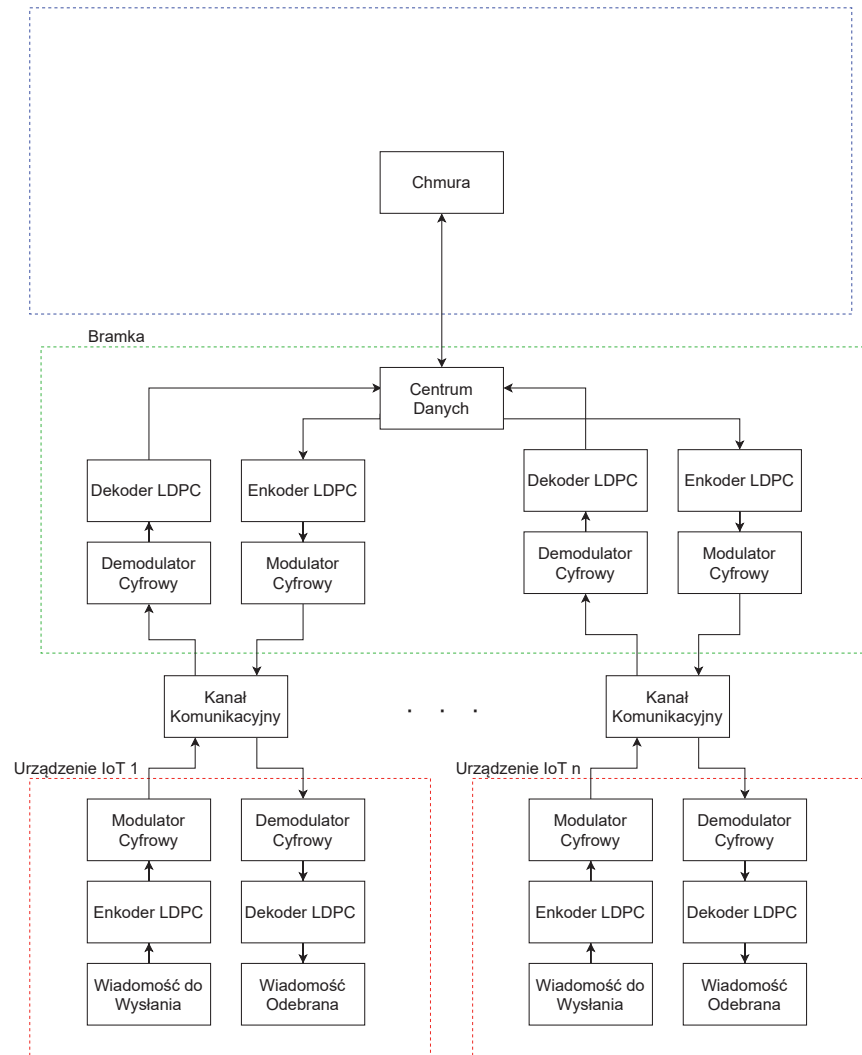 Chmura
Bramka
Centrum
Danych
Dekoder LDPC
Enkoder LDPC
Dekoder LDPC
Enkoder LDPC
Demodulator
Cyfrowy
Modulator
Cyfrowy
Demodulator
Cyfrowy
Modulator
Cyfrowy
Kanał
Komunikacyjny
. . .
Kanał
Komunikacyjny
Urządzenie IoT 1
Urządzenie IoT n
Modulator
Cyfrowy
Demodulator
Cyfrowy
Modulator
Cyfrowy
Demodulator
Cyfrowy
Enkoder LDPC
Dekoder LDPC
Enkoder LDPC
Dekoder LDPC
Wiadomość do
Wysłania
Wiadomość
Odebrana
Wiadomość do
Wysłania
Wiadomość
Odebrana